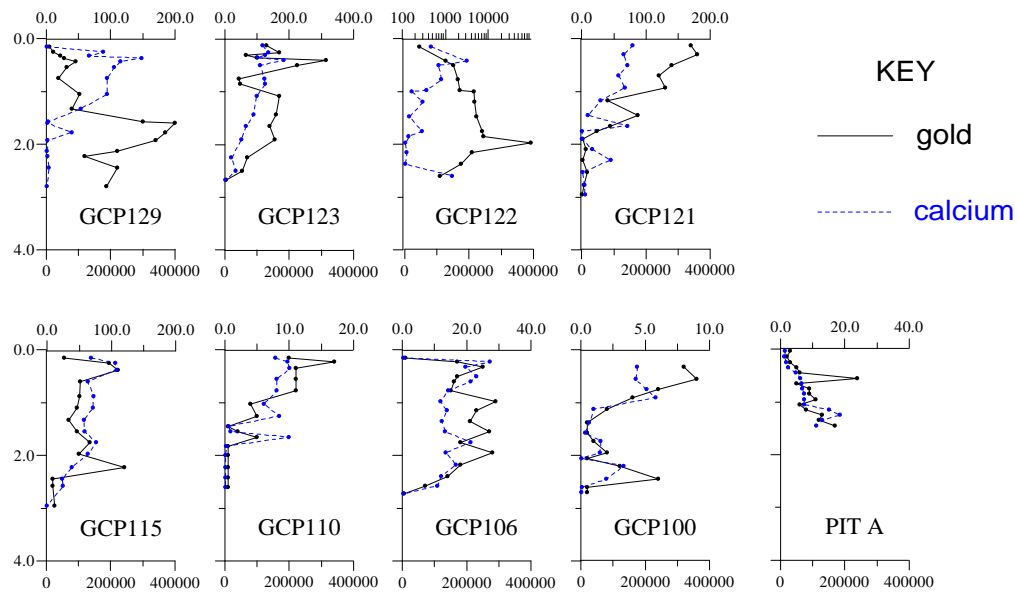 0.0 100.0 200.0 0.0 200.0 400.0 100 1000 10000 0.0 100.0 200.0
0.0
KEY
gold
2.0
calcium
GCP129 GCP123 GCP122 GCP121
4.0
0 200000 400000 0 200000 400000 0 200000 400000 0 200000 400000
0.0 100.0 200.0 0.0 10.0 20.0 0.0 20.0 40.0 0.0 5.0 10.0 0.0 20.0 40.0
0.0
2.0
GCP115 GCP110 GCP106 GCP100 PIT A
4.0
0 200000 400000 0 200000 400000 0 200000 400000 0 200000 400000 0 200000 400000